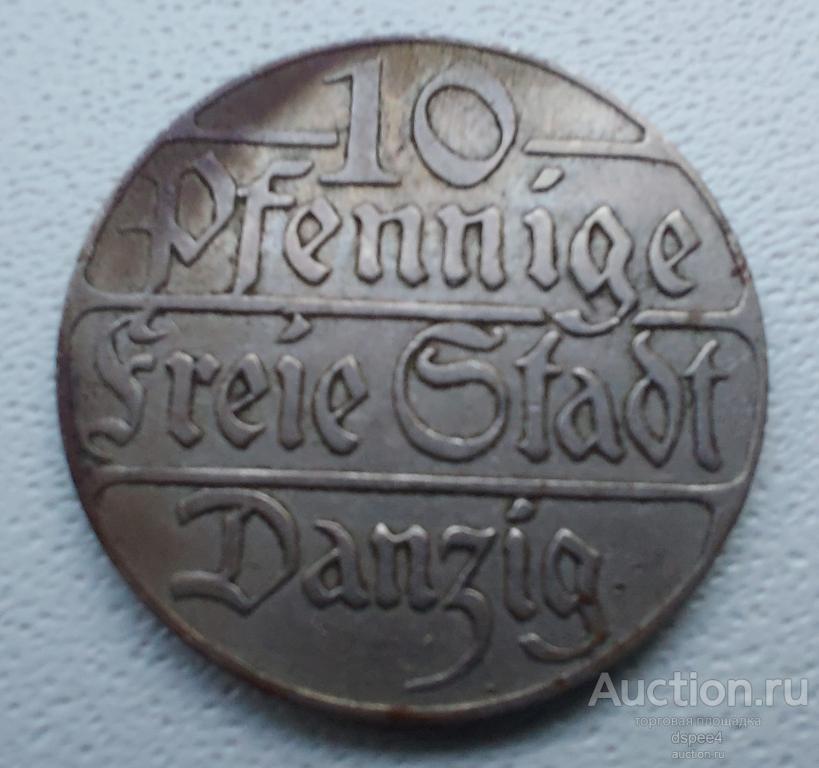 10
Pfennige
Freie Stadt
Danzig
Auction.ru
торговая площадка
dspee4
auction.ru